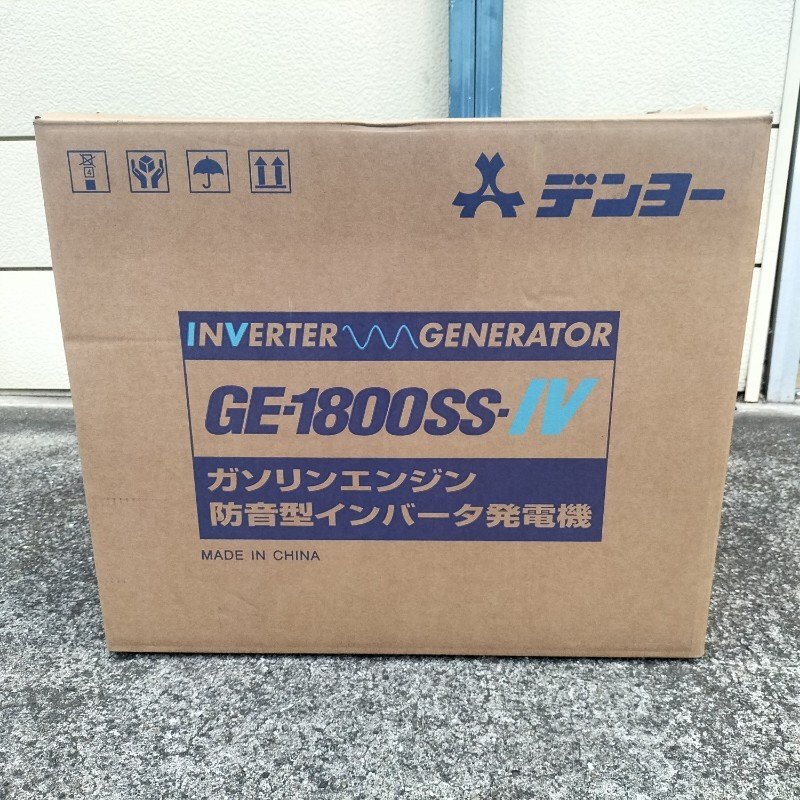 4
デンヨー
INVERTER GENERATOR
GE-1800SS-IV
ガソリンエンジン
防音型インバータ発電機
MADE IN CHINA